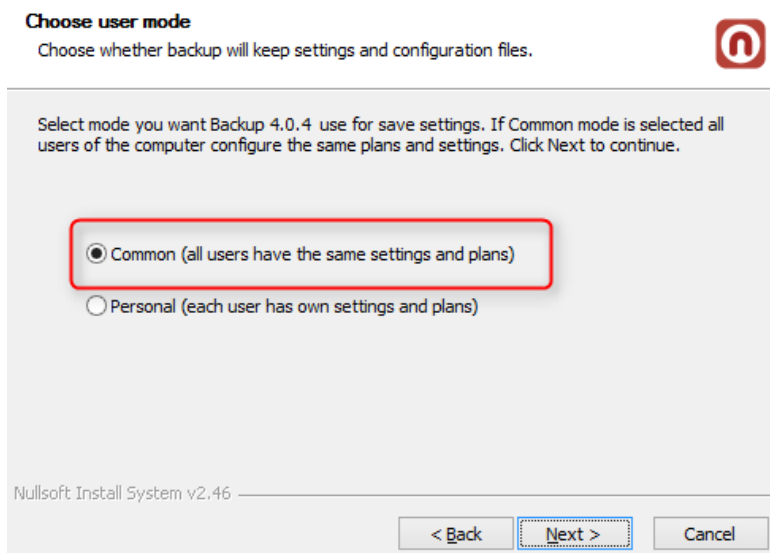 Choose user mode
Choose whether backup will keep settings and configuration files.
Select mode you want Backup 4.0.4 use for save settings. If Common mode is selected all
users of the computer configure the same plans and settings. Click Next to continue.
Common (all users have the same settings and plans)
Personal (each user has own settings and plans)
Nullsoft Install System v2.46
< Back
Next >
Cancel